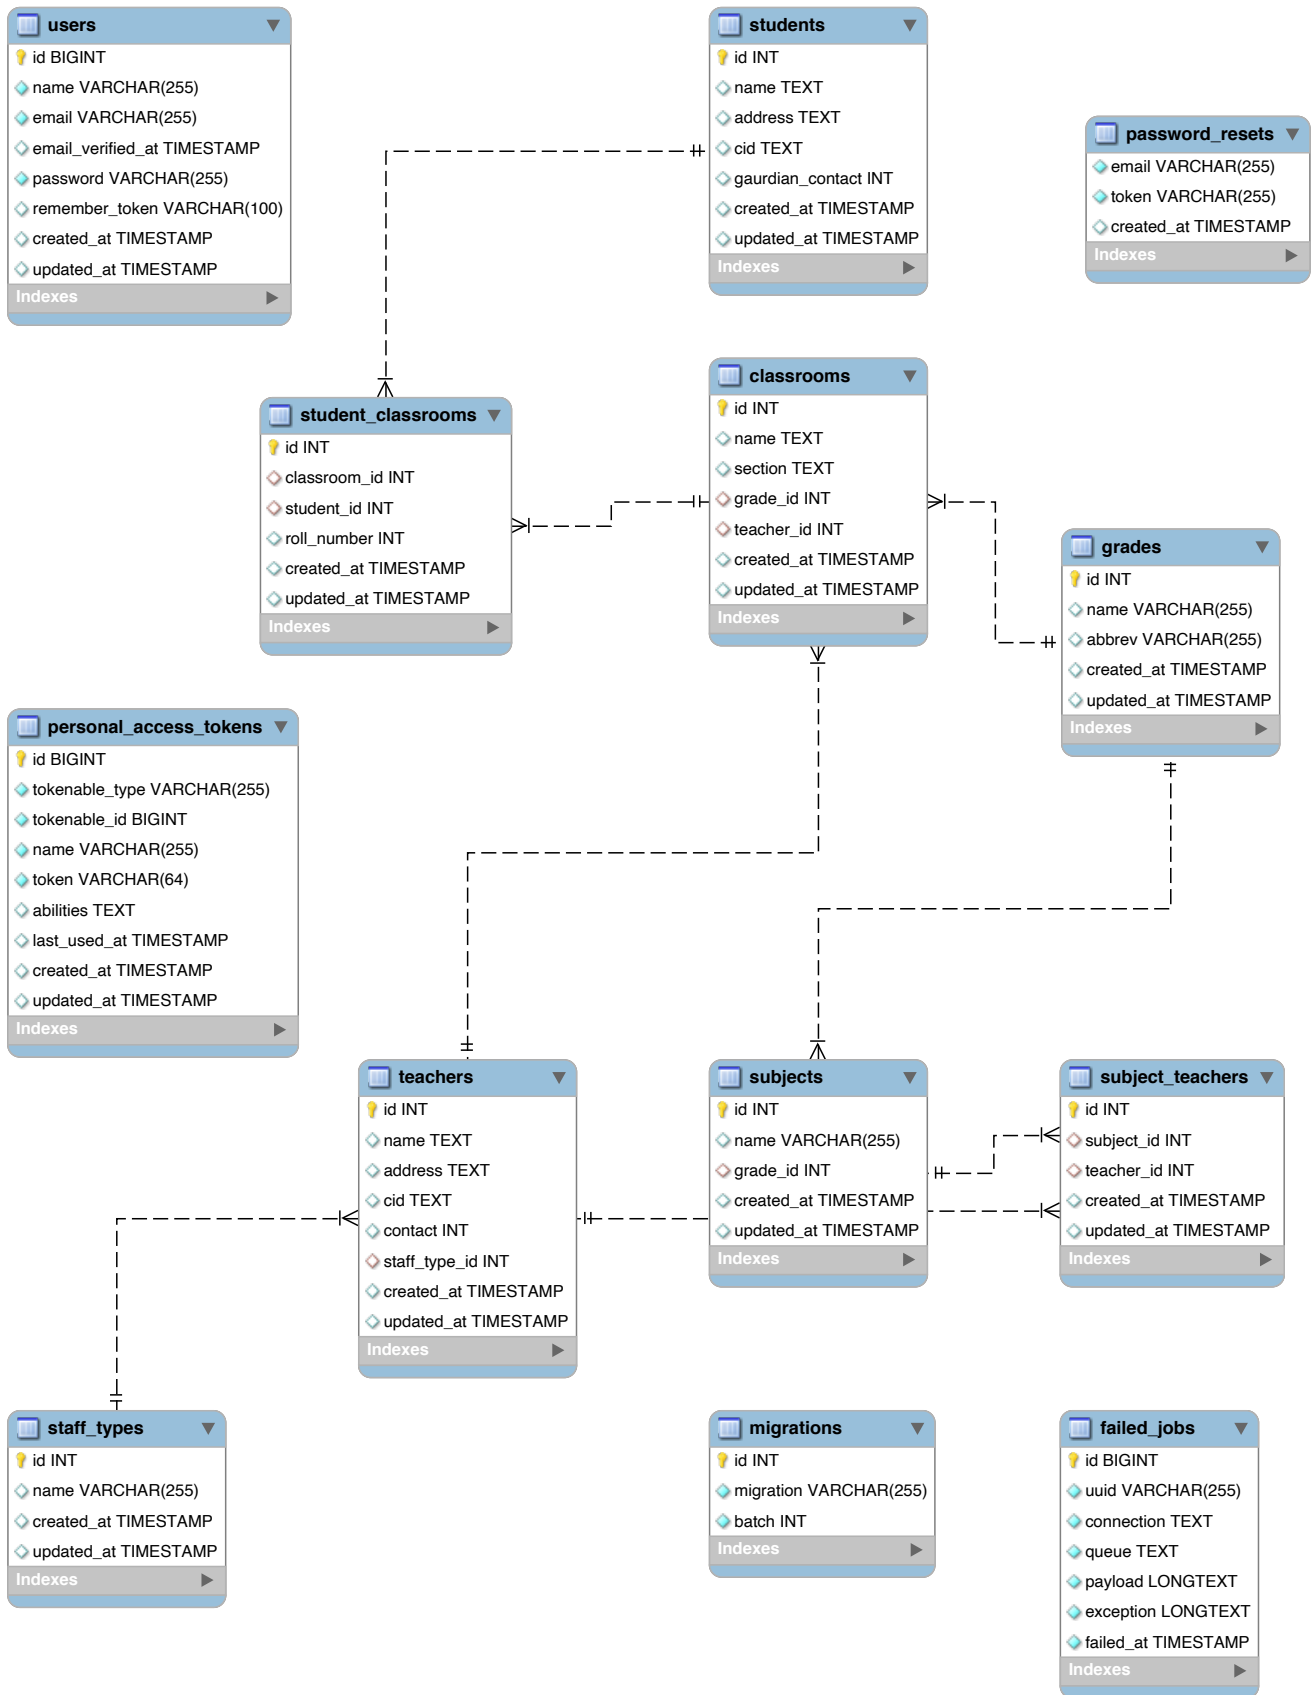 users
id BIGINT
name VARCHAR(255)
email VARCHAR(255)
email_verified_at TIMESTAMP
password VARCHAR(255)
remember_token VARCHAR(100)
created_at TIMESTAMP
updated_at TIMESTAMP
Indexes
students
id INT
name TEXT
address TEXT
cid TEXT
gaurdian_contact INT
created_at TIMESTAMP
updated_at TIMESTAMP
Indexes
password_resets
email VARCHAR(255)
token VARCHAR(255)
created_at TIMESTAMP
Indexes
student_classrooms
id INT
classroom_id INT
student_id INT
roll_number INT
created_at TIMESTAMP
updated_at TIMESTAMP
Indexes
classrooms
id INT
name TEXT
section TEXT
grade_id INT
teacher_id INT
created_at TIMESTAMP
updated_at TIMESTAMP
Indexes
grades
id INT
name VARCHAR(255)
abbrev VARCHAR(255)
created_at TIMESTAMP
updated_at TIMESTAMP
Indexes
personal_access_tokens
id BIGINT
tokenable_type VARCHAR(255)
tokenable_id BIGINT
name VARCHAR(255)
token VARCHAR(64)
abilities TEXT
last_used_at TIMESTAMP
created_at TIMESTAMP
updated_at TIMESTAMP
Indexes
teachers
id INT
name TEXT
address TEXT
cid TEXT
contact INT
staff_type_id INT
created_at TIMESTAMP
updated_at TIMESTAMP
Indexes
subjects
id INT
name VARCHAR(255)
grade_id INT
created_at TIMESTAMP
updated_at TIMESTAMP
Indexes
subject_teachers
id INT
subject_id INT
teacher_id INT
created_at TIMESTAMP
updated_at TIMESTAMP
Indexes
staff_types
id INT
name VARCHAR(255)
created_at TIMESTAMP
updated_at TIMESTAMP
Indexes
migrations
id INT
migration VARCHAR(255)
batch INT
Indexes
failed_jobs
id BIGINT
uuid VARCHAR(255)
connection TEXT
queue TEXT
payload LONGTEXT
exception LONGTEXT
failed_at TIMESTAMP
Indexes